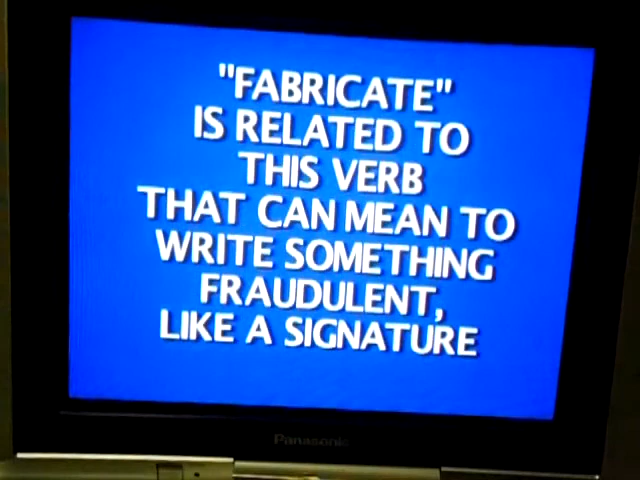 "FABRICATE"
IS RELATED TO
THIS VERB
THAT CAN MEAN TO
WRITE SOMETHING
FRAUDULENT,
LIKE A SIGNATURE
Panasonic